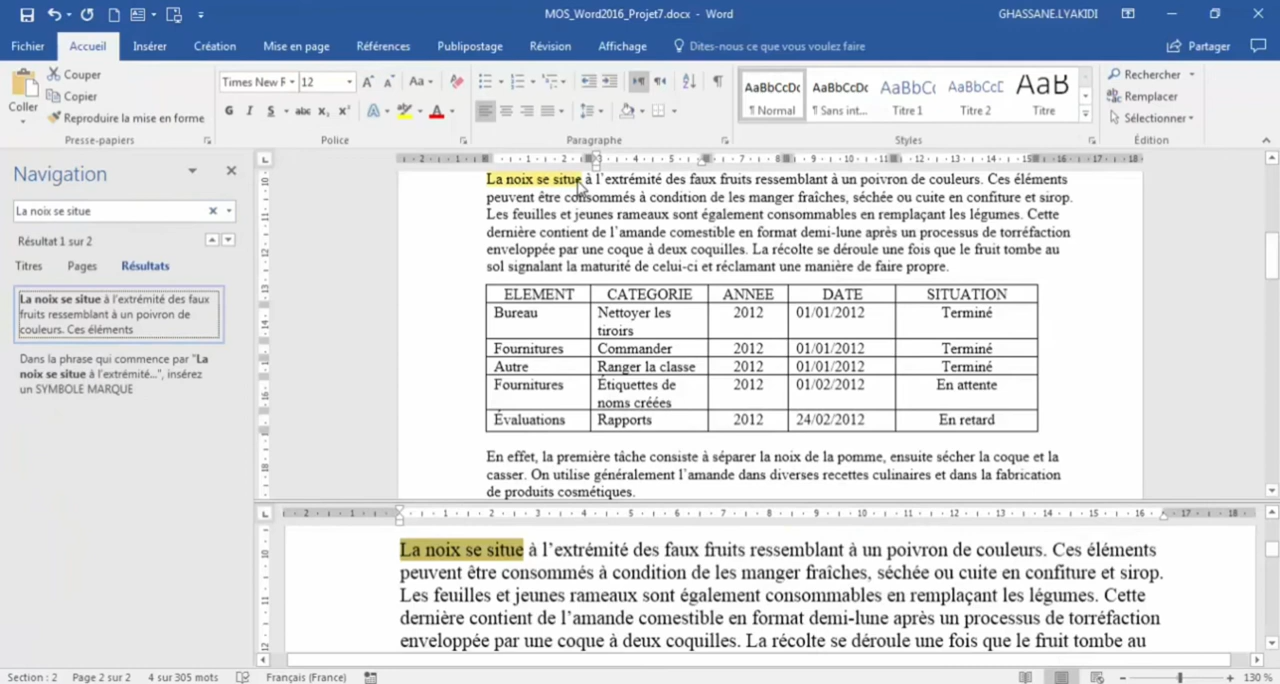 MOS_Word2016_Projet7.docx - Word
GHASSANE.LYAKIDI
Fichier Accueil Insérer Création Mise en page Références Publipostage Révision Affichage Dites-nous ce que vous voulez faire Partager
Coller
Couper
Copier
Reproduire la mise en forme
Presse-papiers
Times New F 12
G I S abc x₂ x²
Police
Paragraphe
AaBbCcDc AaBbCcDc AaBbCc AaBbCcC AaB
¶ Normal ¶ Sans int... Titre 1 Titre 2 Titre
Styles
Rechercher
Remplacer
Sélectionner
Édition
Navigation
La noix se situe
Résultat 1 sur 2
Titres Pages Résultats
La noix se situe à l'extrémité des faux
fruits ressemblant à un poivron de
couleurs. Ces éléments
Dans la phrase qui commence par "La
noix se situe à l'extrémité...", insérez
un SYMBOLE MARQUE
La noix se situe à l'extrémité des faux fruits ressemblant à un poivron de couleurs. Ces éléments
peuvent être consommés à condition de les manger fraîches, séchée ou cuite en confiture et sirop.
Les feuilles et jeunes rameaux sont également consommables en remplaçant les légumes. Cette
dernière contient de l'amande comestible en format demi-lune après un processus de torréfaction
enveloppée par une coque à deux coquilles. La récolte se déroule une fois que le fruit tombe au
sol signalant la maturité de celui-ci et réclamant une manière de faire propre.
ELEMENT CATEGORIE ANNEE DATE SITUATION
Bureau Nettoyer les tiroirs 2012 01/01/2012 Terminé
Fournitures Commander 2012 01/01/2012 Terminé
Autre Ranger la classe 2012 01/01/2012 Terminé
Fournitures Étiquettes de noms créées 2012 01/02/2012 En attente
Évaluations Rapports 2012 24/02/2012 En retard
En effet, la première tâche consiste à séparer la noix de la pomme, ensuite sécher la coque et la
casser. On utilise généralement l'amande dans diverses recettes culinaires et dans la fabrication
de produits cosmétiques.
La noix se situe à l'extrémité des faux fruits ressemblant à un poivron de couleurs. Ces éléments
peuvent être consommés à condition de les manger fraîches, séchée ou cuite en confiture et sirop.
Les feuilles et jeunes rameaux sont également consommables en remplaçant les légumes. Cette
dernière contient de l'amande comestible en format demi-lune après un processus de torréfaction
enveloppée par une coque à deux coquilles. La récolte se déroule une fois que le fruit tombe au
Section : 2 Page 2 sur 2 4 sur 305 mots Français (France) 130 %